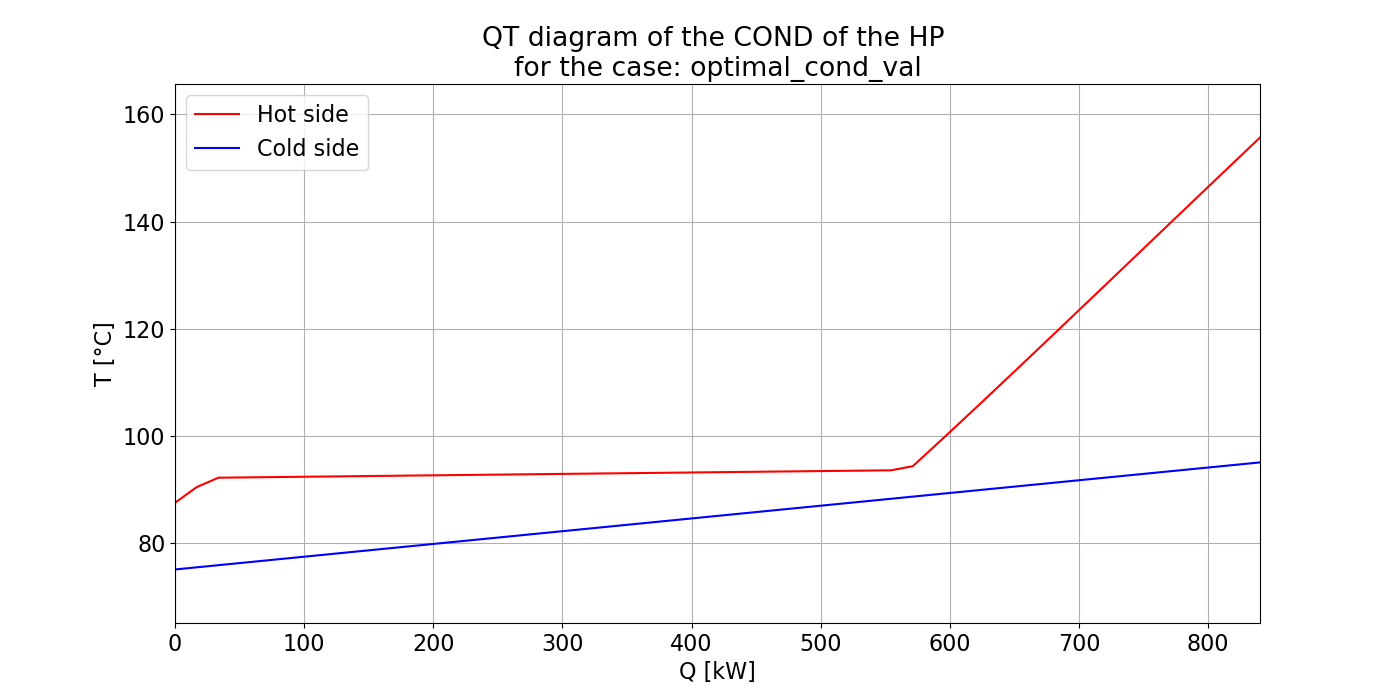 QT diagram of the COND of the HP
for the case: optimal_cond_val
Hot side
Cold side
T [°C]
160
140
120
100
80
0 100 200 300 400 500 600 700 800
Q [kW]